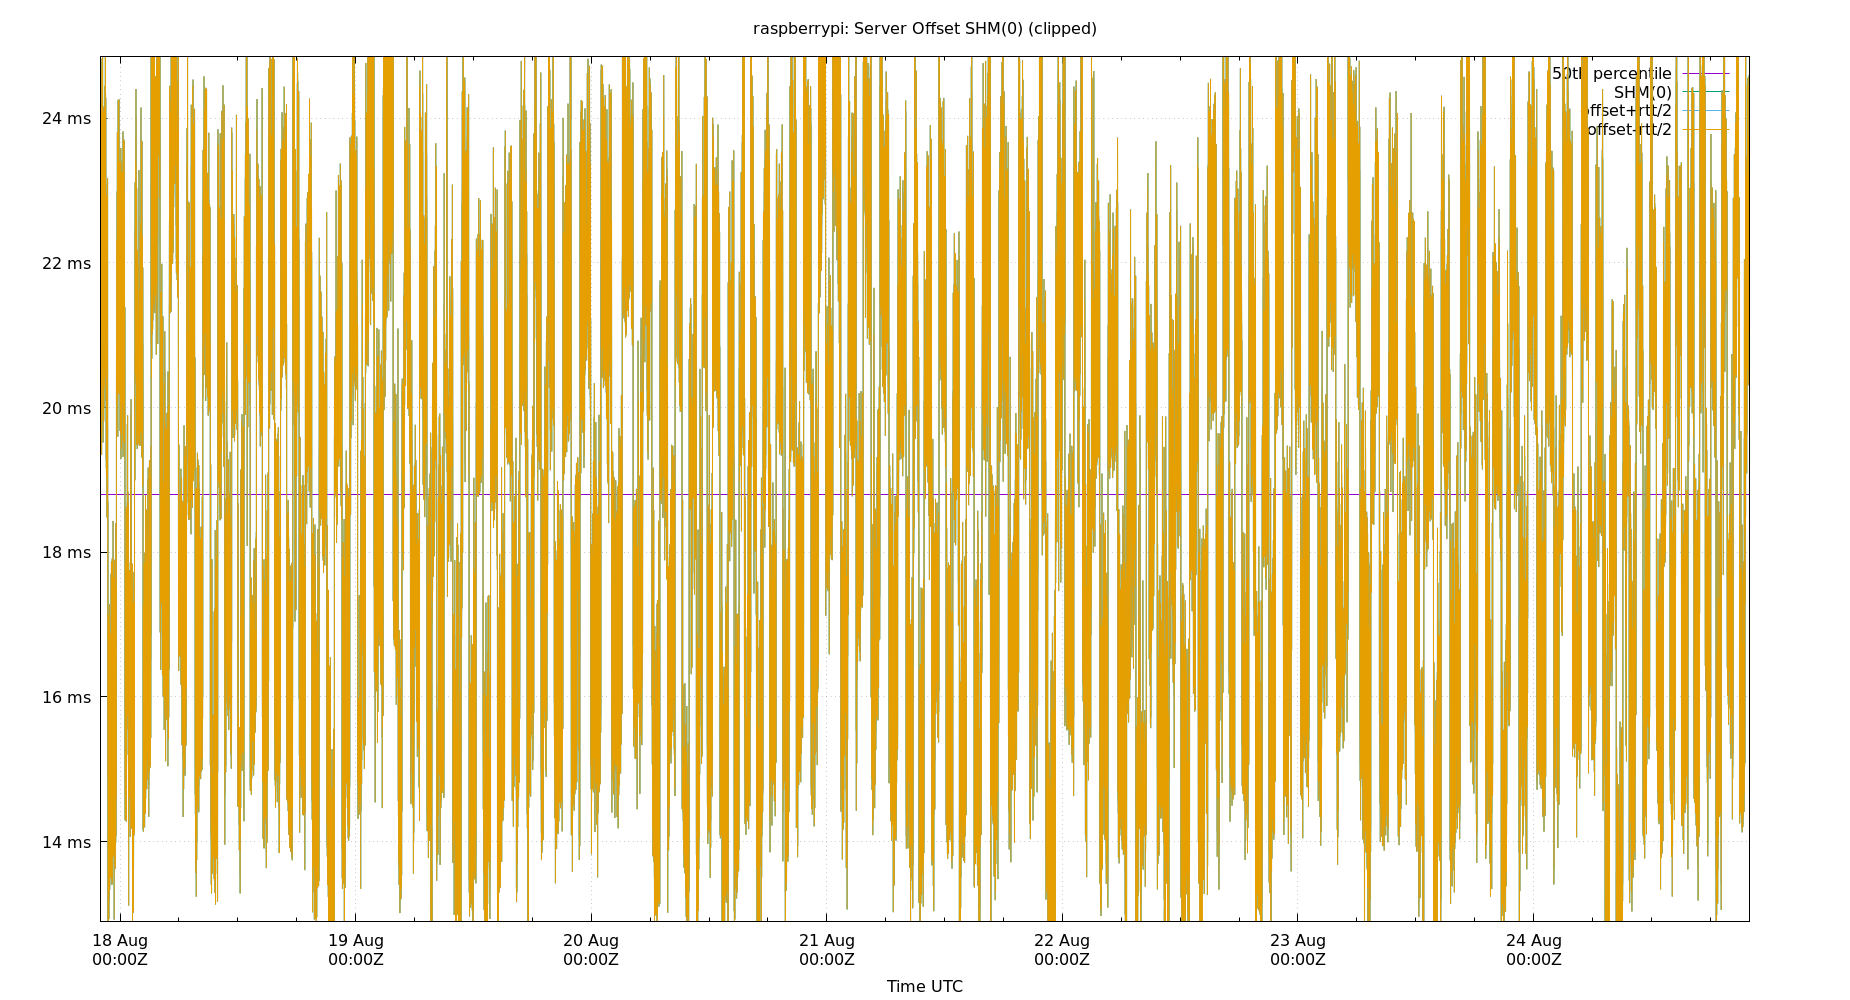 raspberrypi: Server Offset SHM(0) (clipped)
50th percentile
SHM(0)
offset+rtt/2
offset-rtt/2
24 ms
22 ms
20 ms
18 ms
16 ms
14 ms
18 Aug 19 Aug 20 Aug 21 Aug 22 Aug 23 Aug 24 Aug
00:00Z 00:00Z 00:00Z 00:00Z 00:00Z 00:00Z 00:00Z
Time UTC